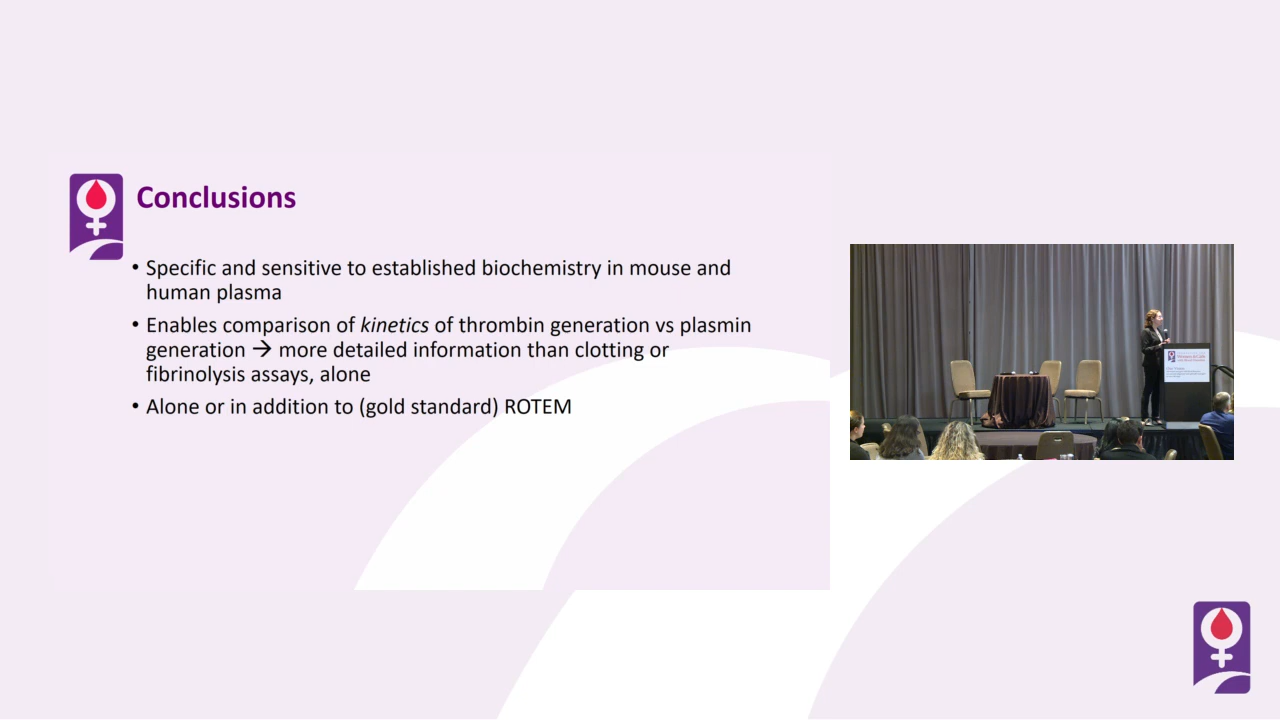 Conclusions
• Specific and sensitive to established biochemistry in mouse and
human plasma
• Enables comparison of kinetics of thrombin generation vs plasmin
generation → more detailed information than clotting or
fibrinolysis assays, alone
• Alone or in addition to (gold standard) ROTEM